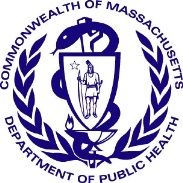 COMMONWEALTH OF MASSACHUSETTS
DEPARTMENT OF PUBLIC HEALTH